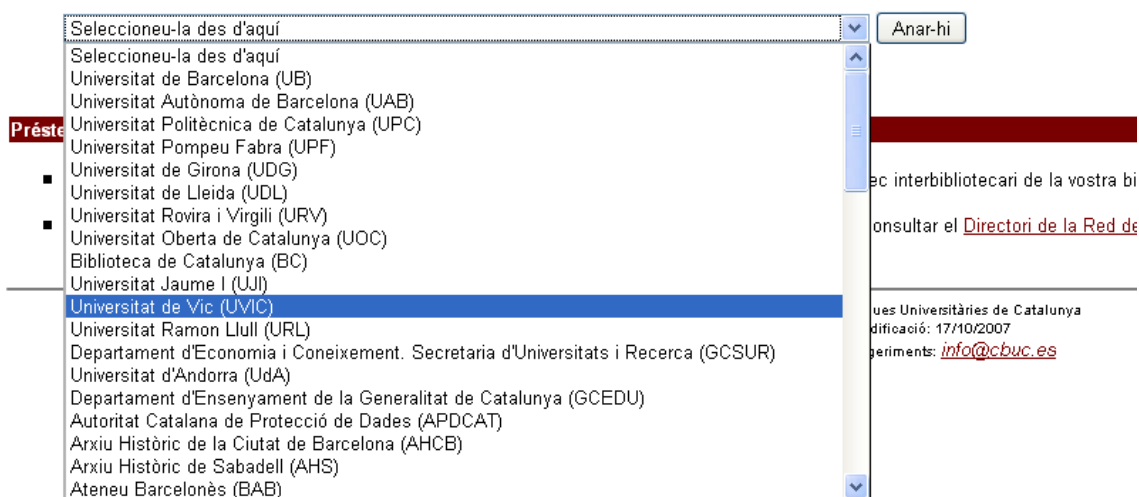 Seleccioneu-la des d'aquí
Anar-hi
Seleccioneu-la des d'aquí
Universitat de Barcelona (UB)
Universitat Autònoma de Barcelona (UAB)
Universitat Politècnica de Catalunya (UPC)
Universitat Pompeu Fabra (UPF)
Universitat de Girona (UDG)
Universitat de Lleida (UDL)
Universitat Rovira i Virgili (URV)
Universitat Oberta de Catalunya (UOC)
Biblioteca de Catalunya (BC)
Universitat Jaume I (UJI)
Universitat de Vic (UVIC)
Universitat Ramon Llull (URL)
Departament d'Economia i Coneixement. Secretaria d'Universitats i Recerca (GCSUR)
Universitat d'Andorra (UdA)
Departament d'Ensenyament de la Generalitat de Catalunya (GCEDU)
Autoritat Catalana de Protecció de Dades (APDCAT)
Arxiu Històric de la Ciutat de Barcelona (AHCB)
Arxiu Històric de Sabadell (AHS)
Ateneu Barcelonès (BAB)
Préste
ec interbibliotecari de la vostra bi
onsultar el Directori de la Red de
ues Universitàries de Catalunya
dificació: 17/10/2007
geriments: info@cbuc.es